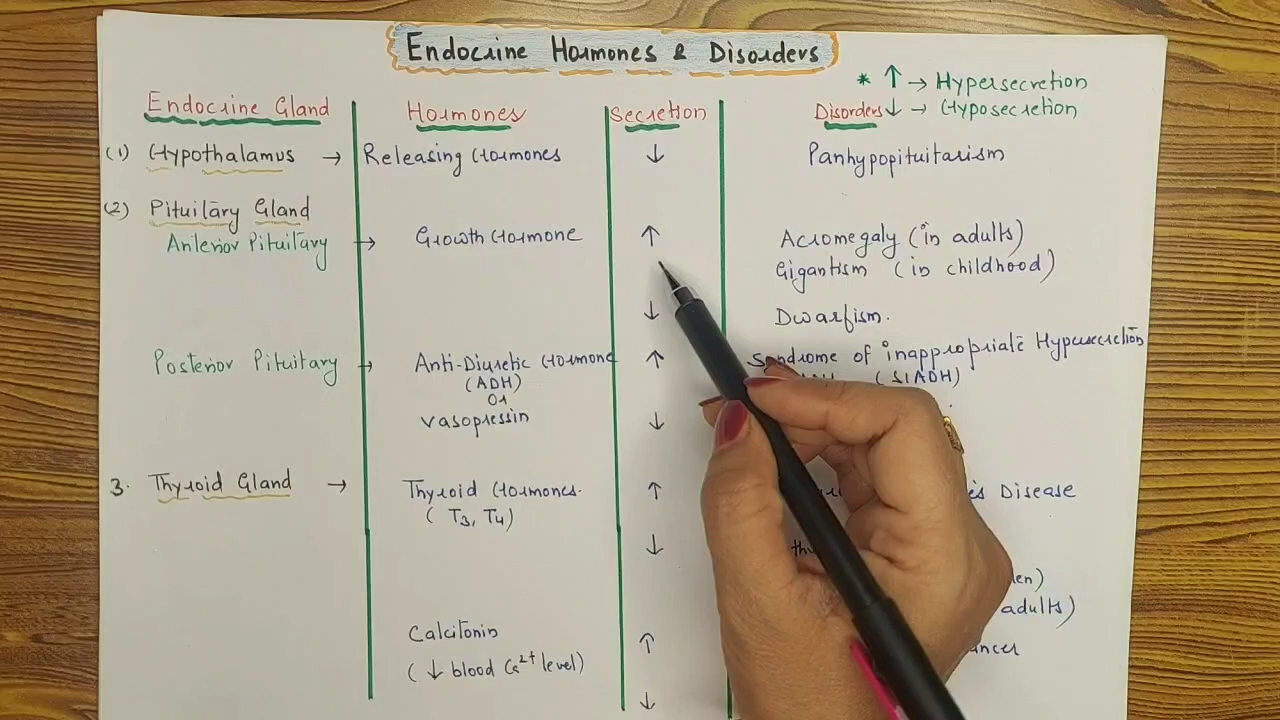 Endocrine Hormones & Disorders
* ↑ → Hypersecretion
Endocrine Gland Hormones Secretion Disorders ↓ → Hyposecretion
(1) Hypothalamus → Releasing Hormones ↓ Panhypopituitarism
(2) Pituitary Gland
Anterior Pituitary → Growth Hormone ↑ Acromegaly (in adults)
Gigantism (in childhood)
↓ Dwarfism.
Posterior Pituitary → Anti-Diuretic Hormone ↑ Syndrome of inappropriate Hypersecretion
(ADH) (SIADH)
Or
Vasopressin ↓
3. Thyroid Gland → Thyroid Hormones. ↑ Disease
(T3, T4)
↓
adults)
Calcitonin ↑
(↓ blood Ca2+ level)
↓